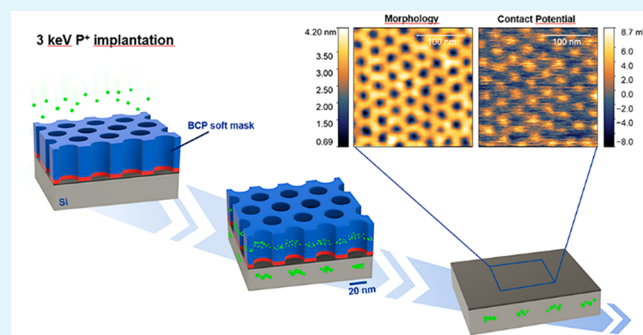 3 keV P⁺ implantation
BCP soft mask
Si
20 nm
Morphology
Contact Potential
4.20 nm
3.50
3.00
2.50
2.00
1.50
0.69
100 nm
100 nm
4.0
2.0
0.0
-2.0
-4.0
-8.0